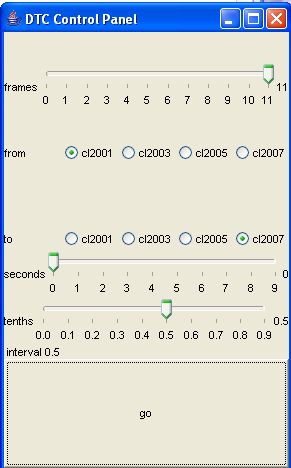 DTC Control Panel
frames 11
0 1 2 3 4 5 6 7 8 9 10 11
from cl2001 cl2003 cl2005 cl2007
to cl2001 cl2003 cl2005 cl2007
seconds 0
0 1 2 3 4 5 6 7 8 9
tenths 0.5
0.0 0.1 0.2 0.3 0.4 0.5 0.6 0.7 0.8 0.9
interval 0.5
go